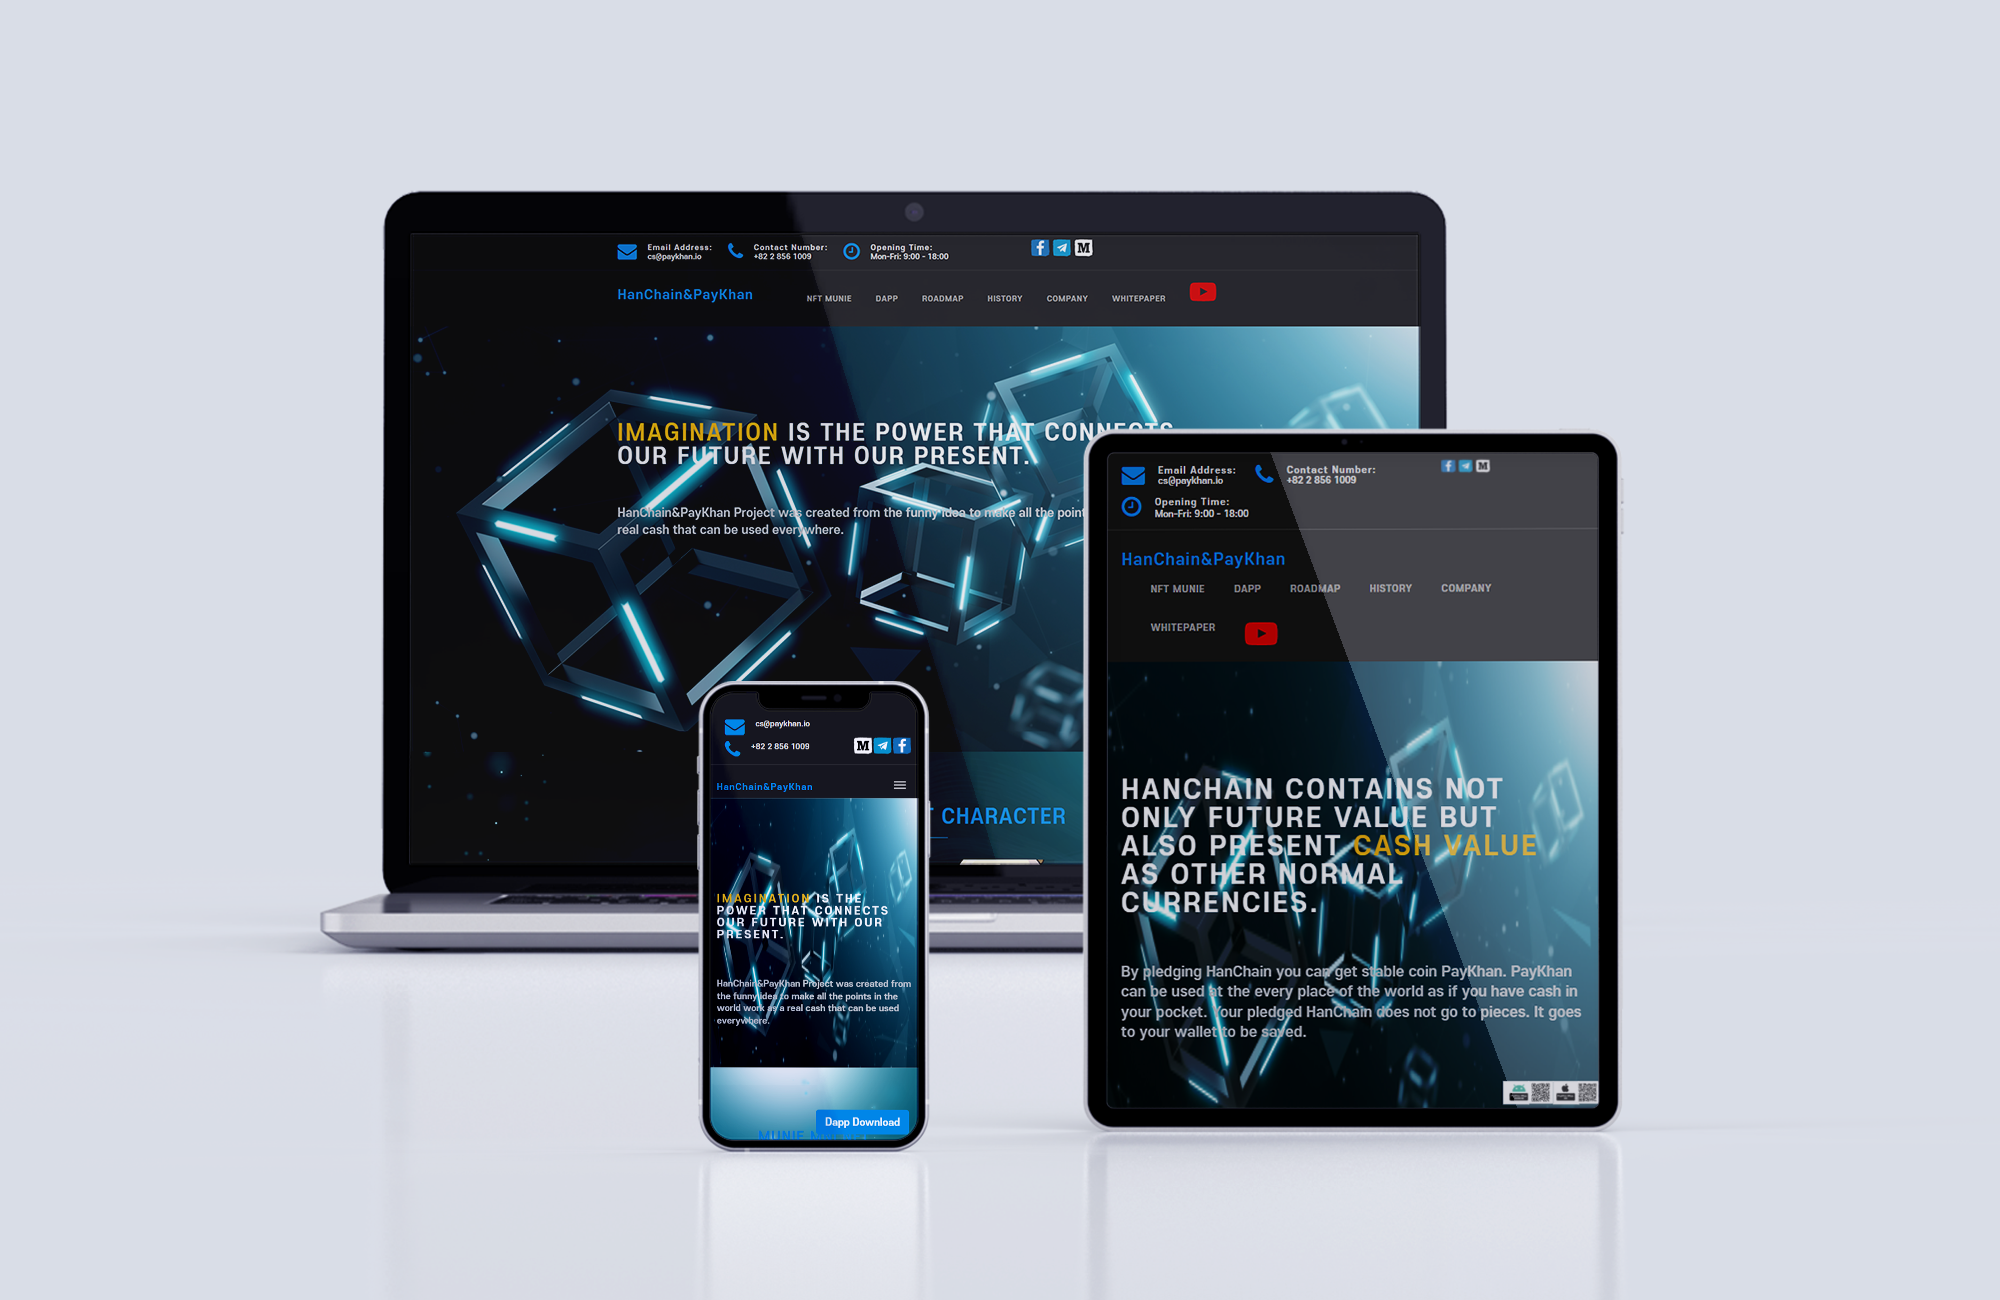 Email Address:
cs@paykhan.io
Contact Number:
+82 2 856 1009
Opening Time:
Mon-Fri: 9:00 - 18:00
HanChain&PayKhan
NFT MUNIE DAPP ROADMAP HISTORY COMPANY WHITEPAPER
IMAGINATION IS THE POWER THAT CONNECTS
OUR FUTURE WITH OUR PRESENT.
HanChain&PayKhan Project was created from the funny idea to make all the point
real cash that can be used everywhere.
T CHARACTER
cs@paykhan.io
+82 2 856 1009
M
HanChain&PayKhan
IMAGINATION IS THE
POWER THAT CONNECTS
OUR FUTURE WITH OUR
PRESENT.
HanChain&PayKhan Project was created from
the funny idea to make all the points in the
world work as a real cash that can be used
everywhere.
Dapp Download
Email Address:
cs@paykhan.io
Contact Number:
+82 2 856 1009
Opening Time:
Mon-Fri: 9:00 - 18:00
HanChain&PayKhan
NFT MUNIE DAPP ROADMAP HISTORY COMPANY
WHITEPAPER
HANCHAIN CONTAINS NOT
ONLY FUTURE VALUE BUT
ALSO PRESENT CASH VALUE
AS OTHER NORMAL
CURRENCIES.
By pledging HanChain you can get stable coin PayKhan. PayKhan
can be used at the every place of the world as if you have cash in
your pocket. Your pledged HanChain does not go to pieces. It goes
to your wallet to be saved.